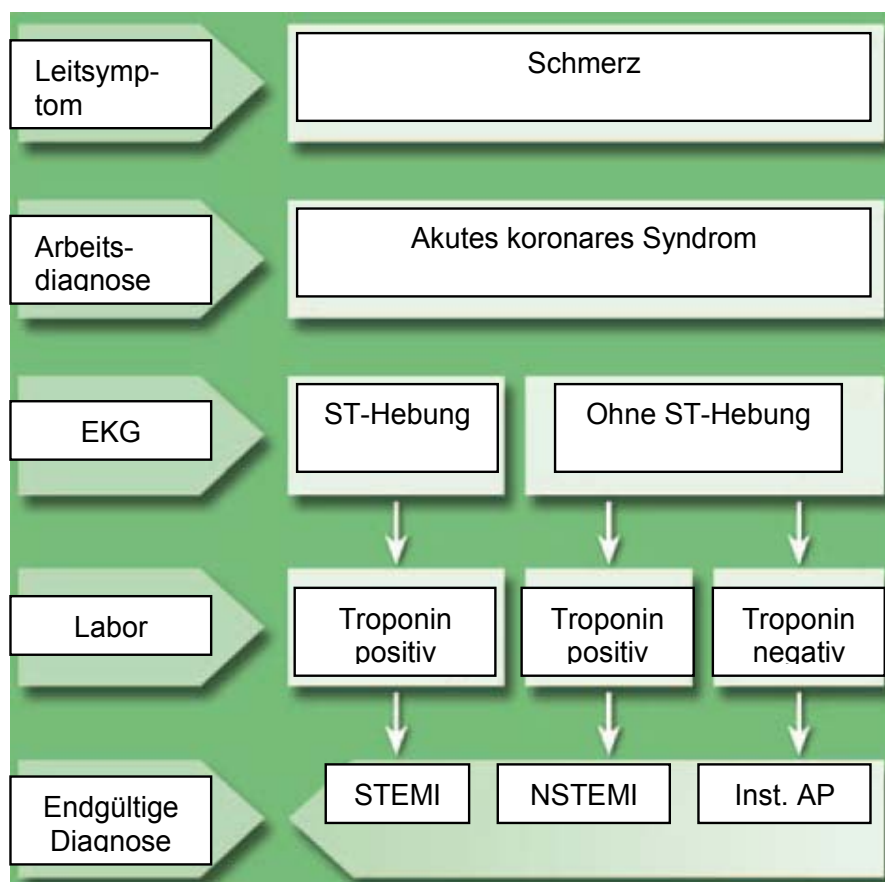 Leitsymp-
tom
Schmerz
Arbeits-
diagnose
Akutes koronares Syndrom
EKG
ST-Hebung
Ohne ST-Hebung
Labor
Troponin
positiv
Troponin
positiv
Troponin
negativ
Endgültige
Diagnose
STEMI
NSTEMI
Inst. AP